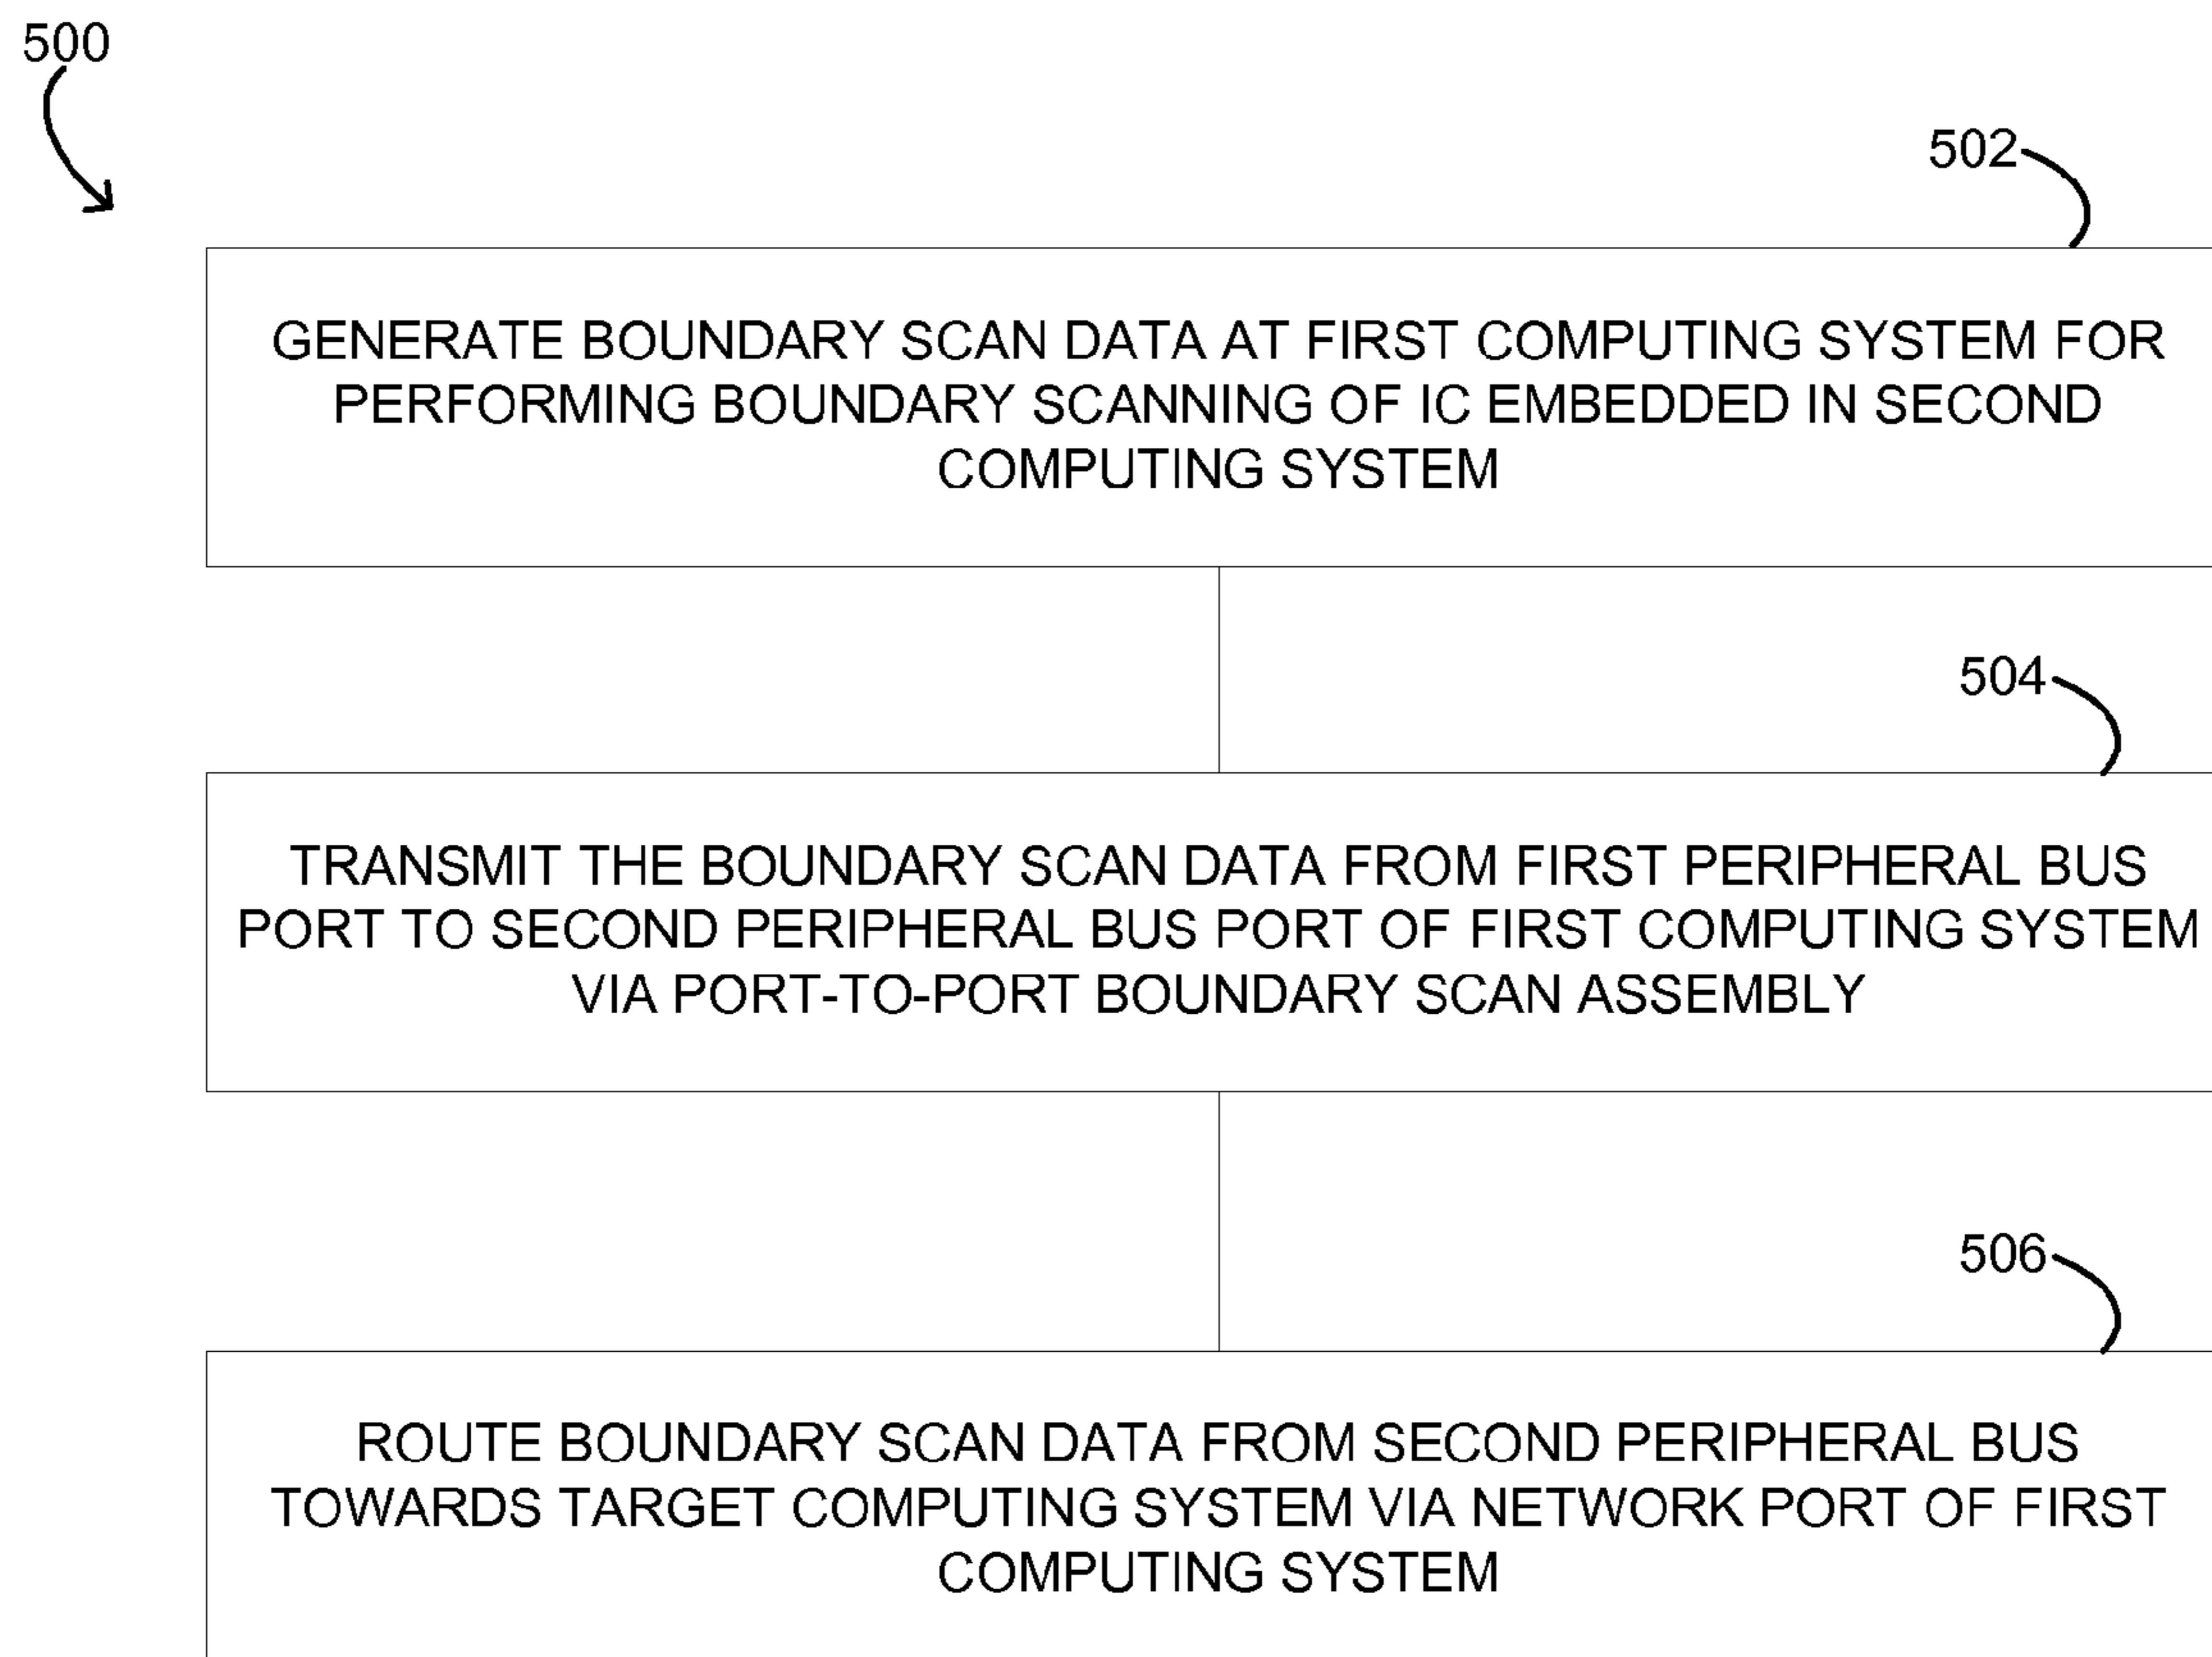 500
502
GENERATE BOUNDARY SCAN DATA AT FIRST COMPUTING SYSTEM FOR
PERFORMING BOUNDARY SCANNING OF IC EMBEDDED IN SECOND
COMPUTING SYSTEM
504
TRANSMIT THE BOUNDARY SCAN DATA FROM FIRST PERIPHERAL BUS
PORT TO SECOND PERIPHERAL BUS PORT OF FIRST COMPUTING SYSTEM
VIA PORT-TO-PORT BOUNDARY SCAN ASSEMBLY
506
ROUTE BOUNDARY SCAN DATA FROM SECOND PERIPHERAL BUS
TOWARDS TARGET COMPUTING SYSTEM VIA NETWORK PORT OF FIRST
COMPUTING SYSTEM